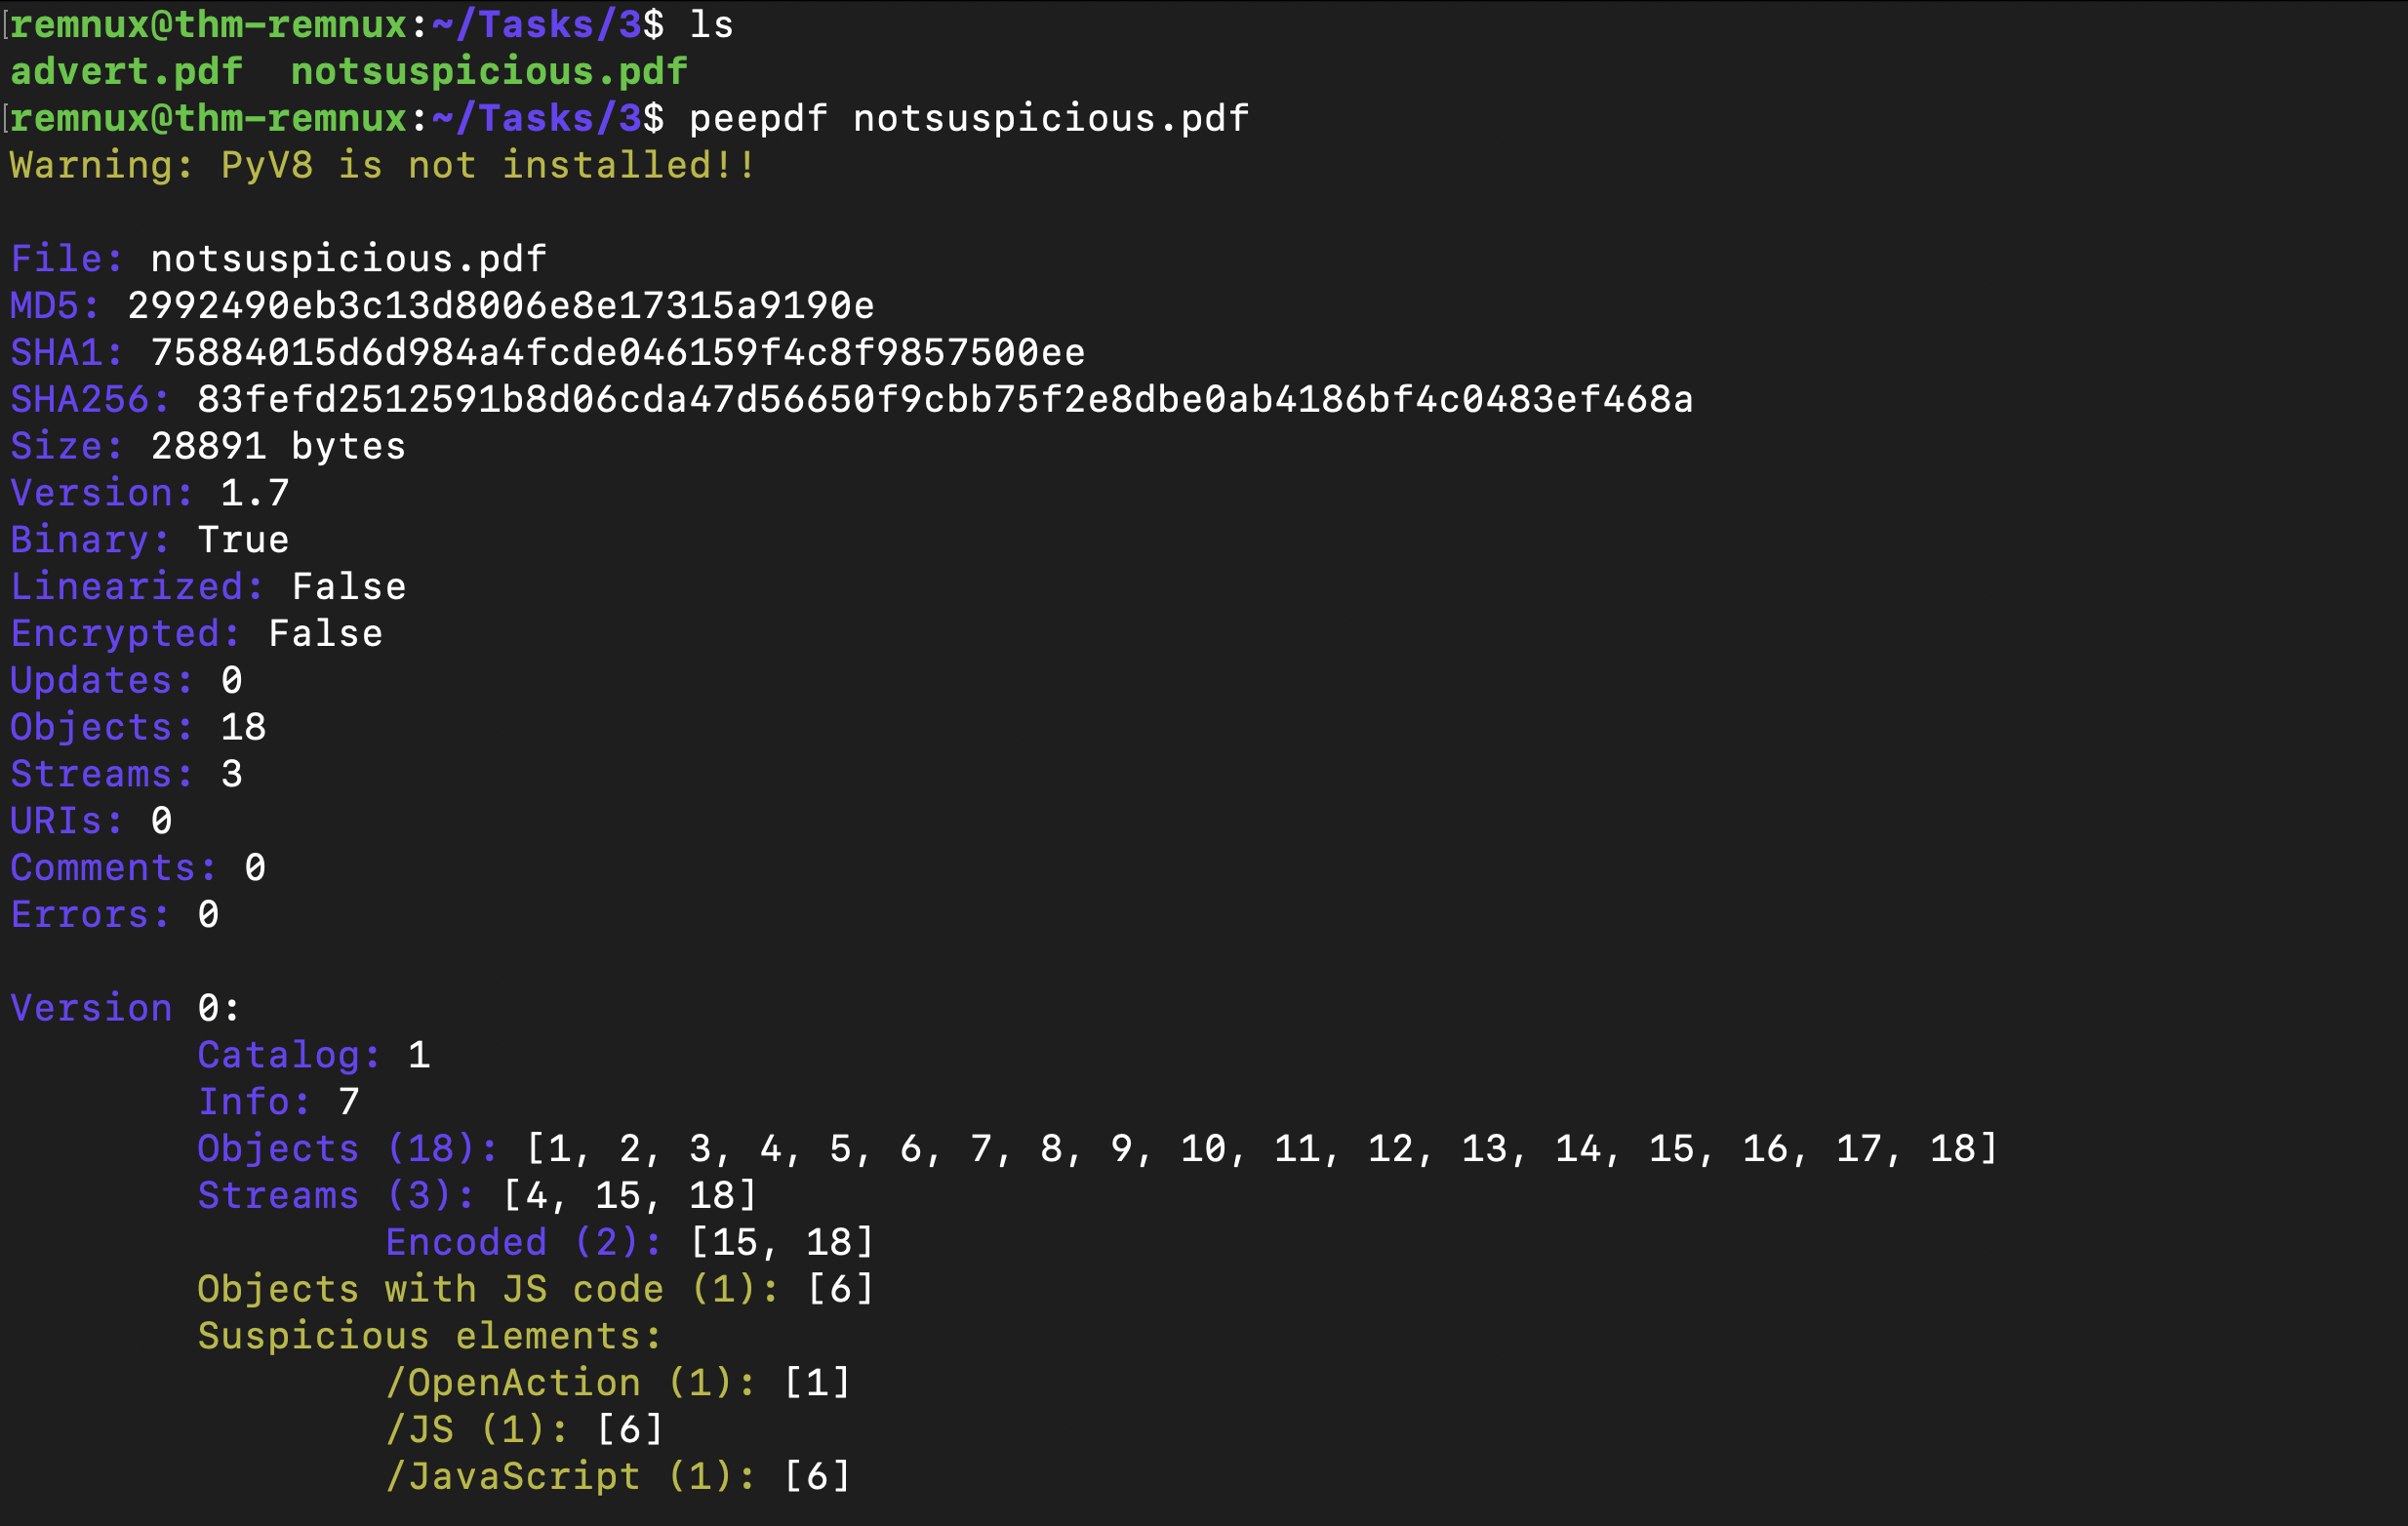 [remnux@thm-remnux:~/Tasks/3$ ls
advert.pdf  notsuspicious.pdf
[remnux@thm-remnux:~/Tasks/3$ peepdf notsuspicious.pdf
Warning: PyV8 is not installed!!

File: notsuspicious.pdf
MD5: 2992490eb3c13d8006e8e17315a9190e
SHA1: 75884015d6d984a4fcde046159f4c8f9857500ee
SHA256: 83fefd2512591b8d06cda47d56650f9cbb75f2e8dbe0ab4186bf4c0483ef468a
Size: 28891 bytes
Version: 1.7
Binary: True
Linearized: False
Encrypted: False
Updates: 0
Objects: 18
Streams: 3
URIs: 0
Comments: 0
Errors: 0

Version 0:
        Catalog: 1
        Info: 7
        Objects (18): [1, 2, 3, 4, 5, 6, 7, 8, 9, 10, 11, 12, 13, 14, 15, 16, 17, 18]
        Streams (3): [4, 15, 18]
                Encoded (2): [15, 18]
        Objects with JS code (1): [6]
        Suspicious elements:
                /OpenAction (1): [1]
                /JS (1): [6]
                /JavaScript (1): [6]